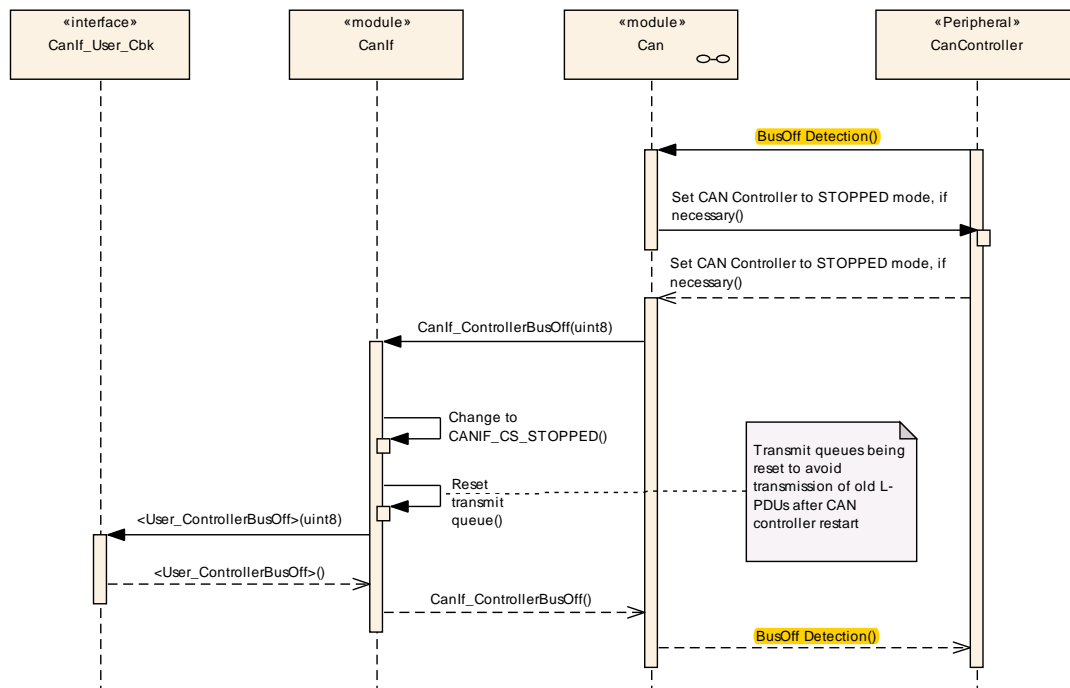 «interface»
CanIf_User_Cbk
«module»
CanIf
«module»
Can
«Peripheral»
CanController
BusOff Detection()
Set CAN Controller to STOPPED mode, if
necessary()
Set CAN Controller to STOPPED mode, if
necessary()
CanIf_ControllerBusOff(uint8)
Change to
CANIF_CS_STOPPED()
Transmit queues being
reset to avoid
transmission of old L-
PDUs after CAN
controller restart
Reset
transmit
queue()
<User_ControllerBusOff>(uint8)
<User_ControllerBusOff>()
CanIf_ControllerBusOff()
BusOff Detection()